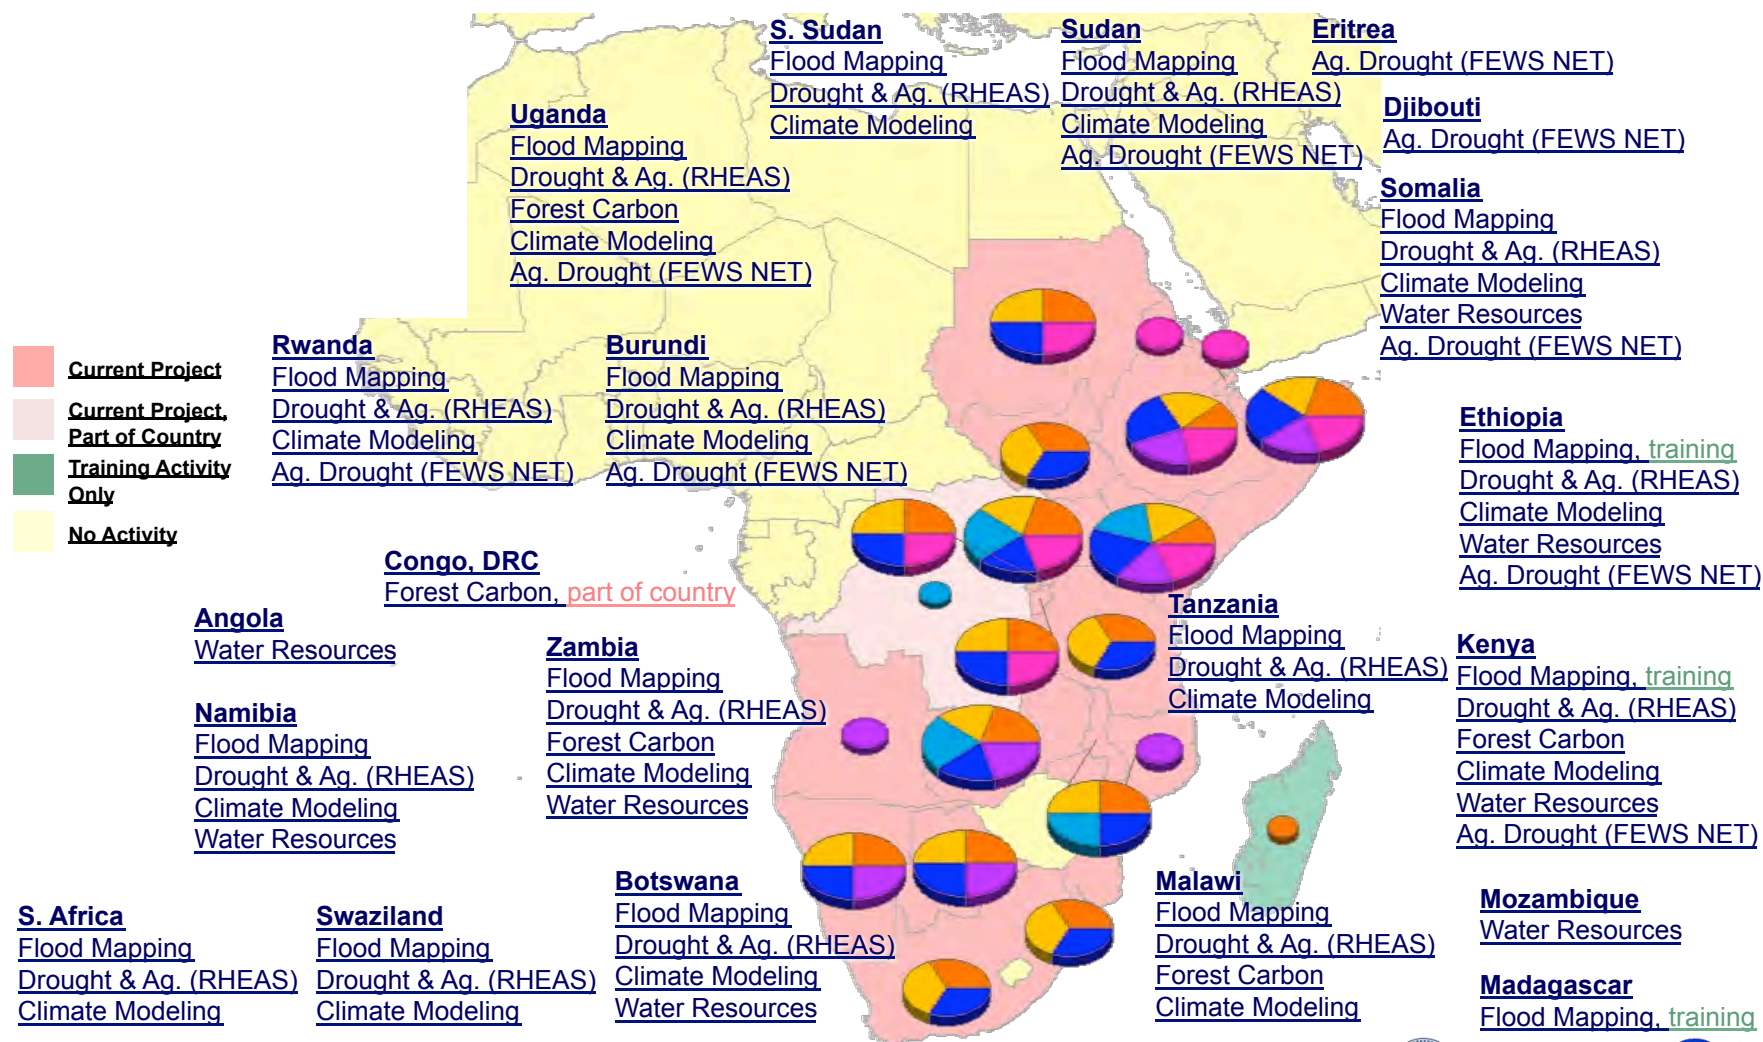 S. Sudan
Flood Mapping
Drought & Ag. (RHEAS)
Climate Modeling
Sudan
Flood Mapping
Drought & Ag. (RHEAS)
Climate Modeling
Ag. Drought (FEWS NET)
Eritrea
Ag. Drought (FEWS NET)
Djibouti
Ag. Drought (FEWS NET)
Uganda
Flood Mapping
Drought & Ag. (RHEAS)
Forest Carbon
Climate Modeling
Ag. Drought (FEWS NET)
Somalia
Flood Mapping
Drought & Ag. (RHEAS)
Climate Modeling
Water Resources
Ag. Drought (FEWS NET)
Current Project
Current Project,
Part of Country
Training Activity
Only
No Activity
Rwanda
Flood Mapping
Drought & Ag. (RHEAS)
Climate Modeling
Ag. Drought (FEWS NET)
Burundi
Flood Mapping
Drought & Ag. (RHEAS)
Climate Modeling
Ag. Drought (FEWS NET)
Ethiopia
Flood Mapping, training
Drought & Ag. (RHEAS)
Climate Modeling
Water Resources
Ag. Drought (FEWS NET)
Congo, DRC
Forest Carbon, part of country
Angola
Water Resources
Zambia
Flood Mapping
Drought & Ag. (RHEAS)
Forest Carbon
Climate Modeling
Water Resources
Tanzania
Flood Mapping
Drought & Ag. (RHEAS)
Climate Modeling
Kenya
Flood Mapping, training
Drought & Ag. (RHEAS)
Forest Carbon
Climate Modeling
Water Resources
Ag. Drought (FEWS NET)
Namibia
Flood Mapping
Drought & Ag. (RHEAS)
Climate Modeling
Water Resources
S. Africa
Flood Mapping
Drought & Ag. (RHEAS)
Climate Modeling
Swaziland
Flood Mapping
Drought & Ag. (RHEAS)
Climate Modeling
Botswana
Flood Mapping
Drought & Ag. (RHEAS)
Climate Modeling
Water Resources
Malawi
Flood Mapping
Drought & Ag. (RHEAS)
Forest Carbon
Climate Modeling
Mozambique
Water Resources
Madagascar
Flood Mapping, training